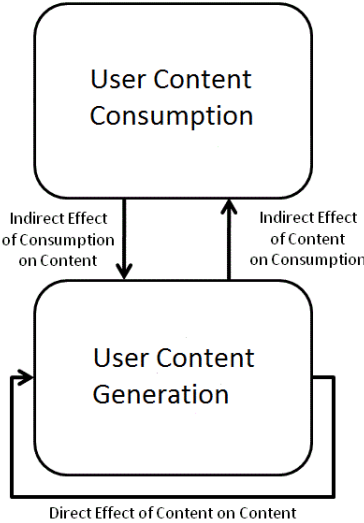 User Content
Consumption
Indirect Effect
of Consumption
on Content
Indirect Effect
of Content
on Consumption
User Content
Generation
Direct Effect of Content on Content